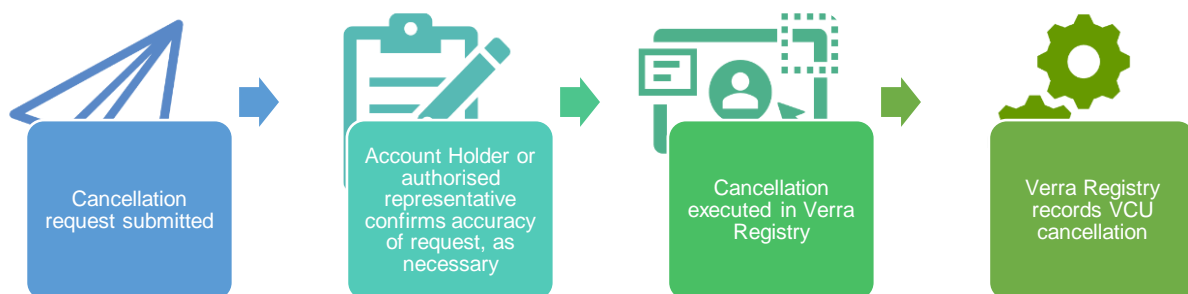 Cancellation
request submitted
Account Holder or
authorised
representative
confirms accuracy
of request, as
necessary
Cancellation
executed in Verra
Registry
Verra Registry
records VCU
cancellation